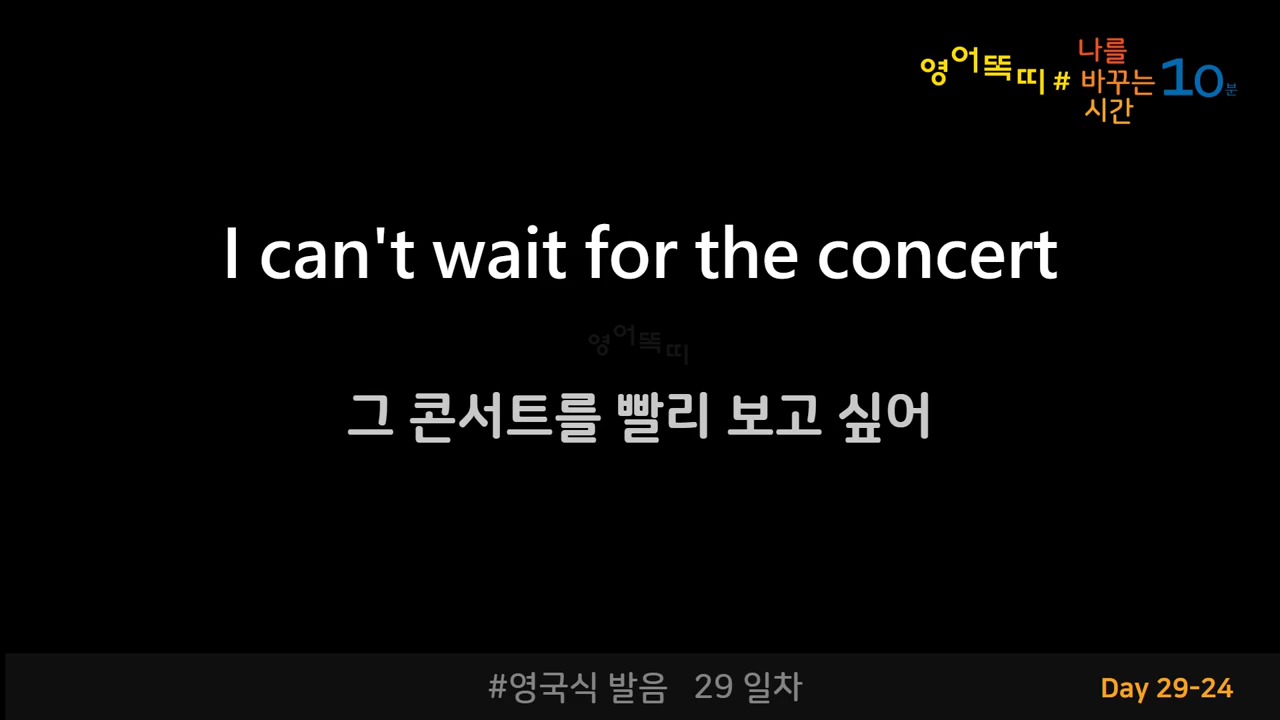 영어똑띠 # 나를 바꾸는 시간 10분
I can't wait for the concert
영어똑띠
그 콘서트를 빨리 보고 싶어
#영국식 발음 29 일차
Day 29-24